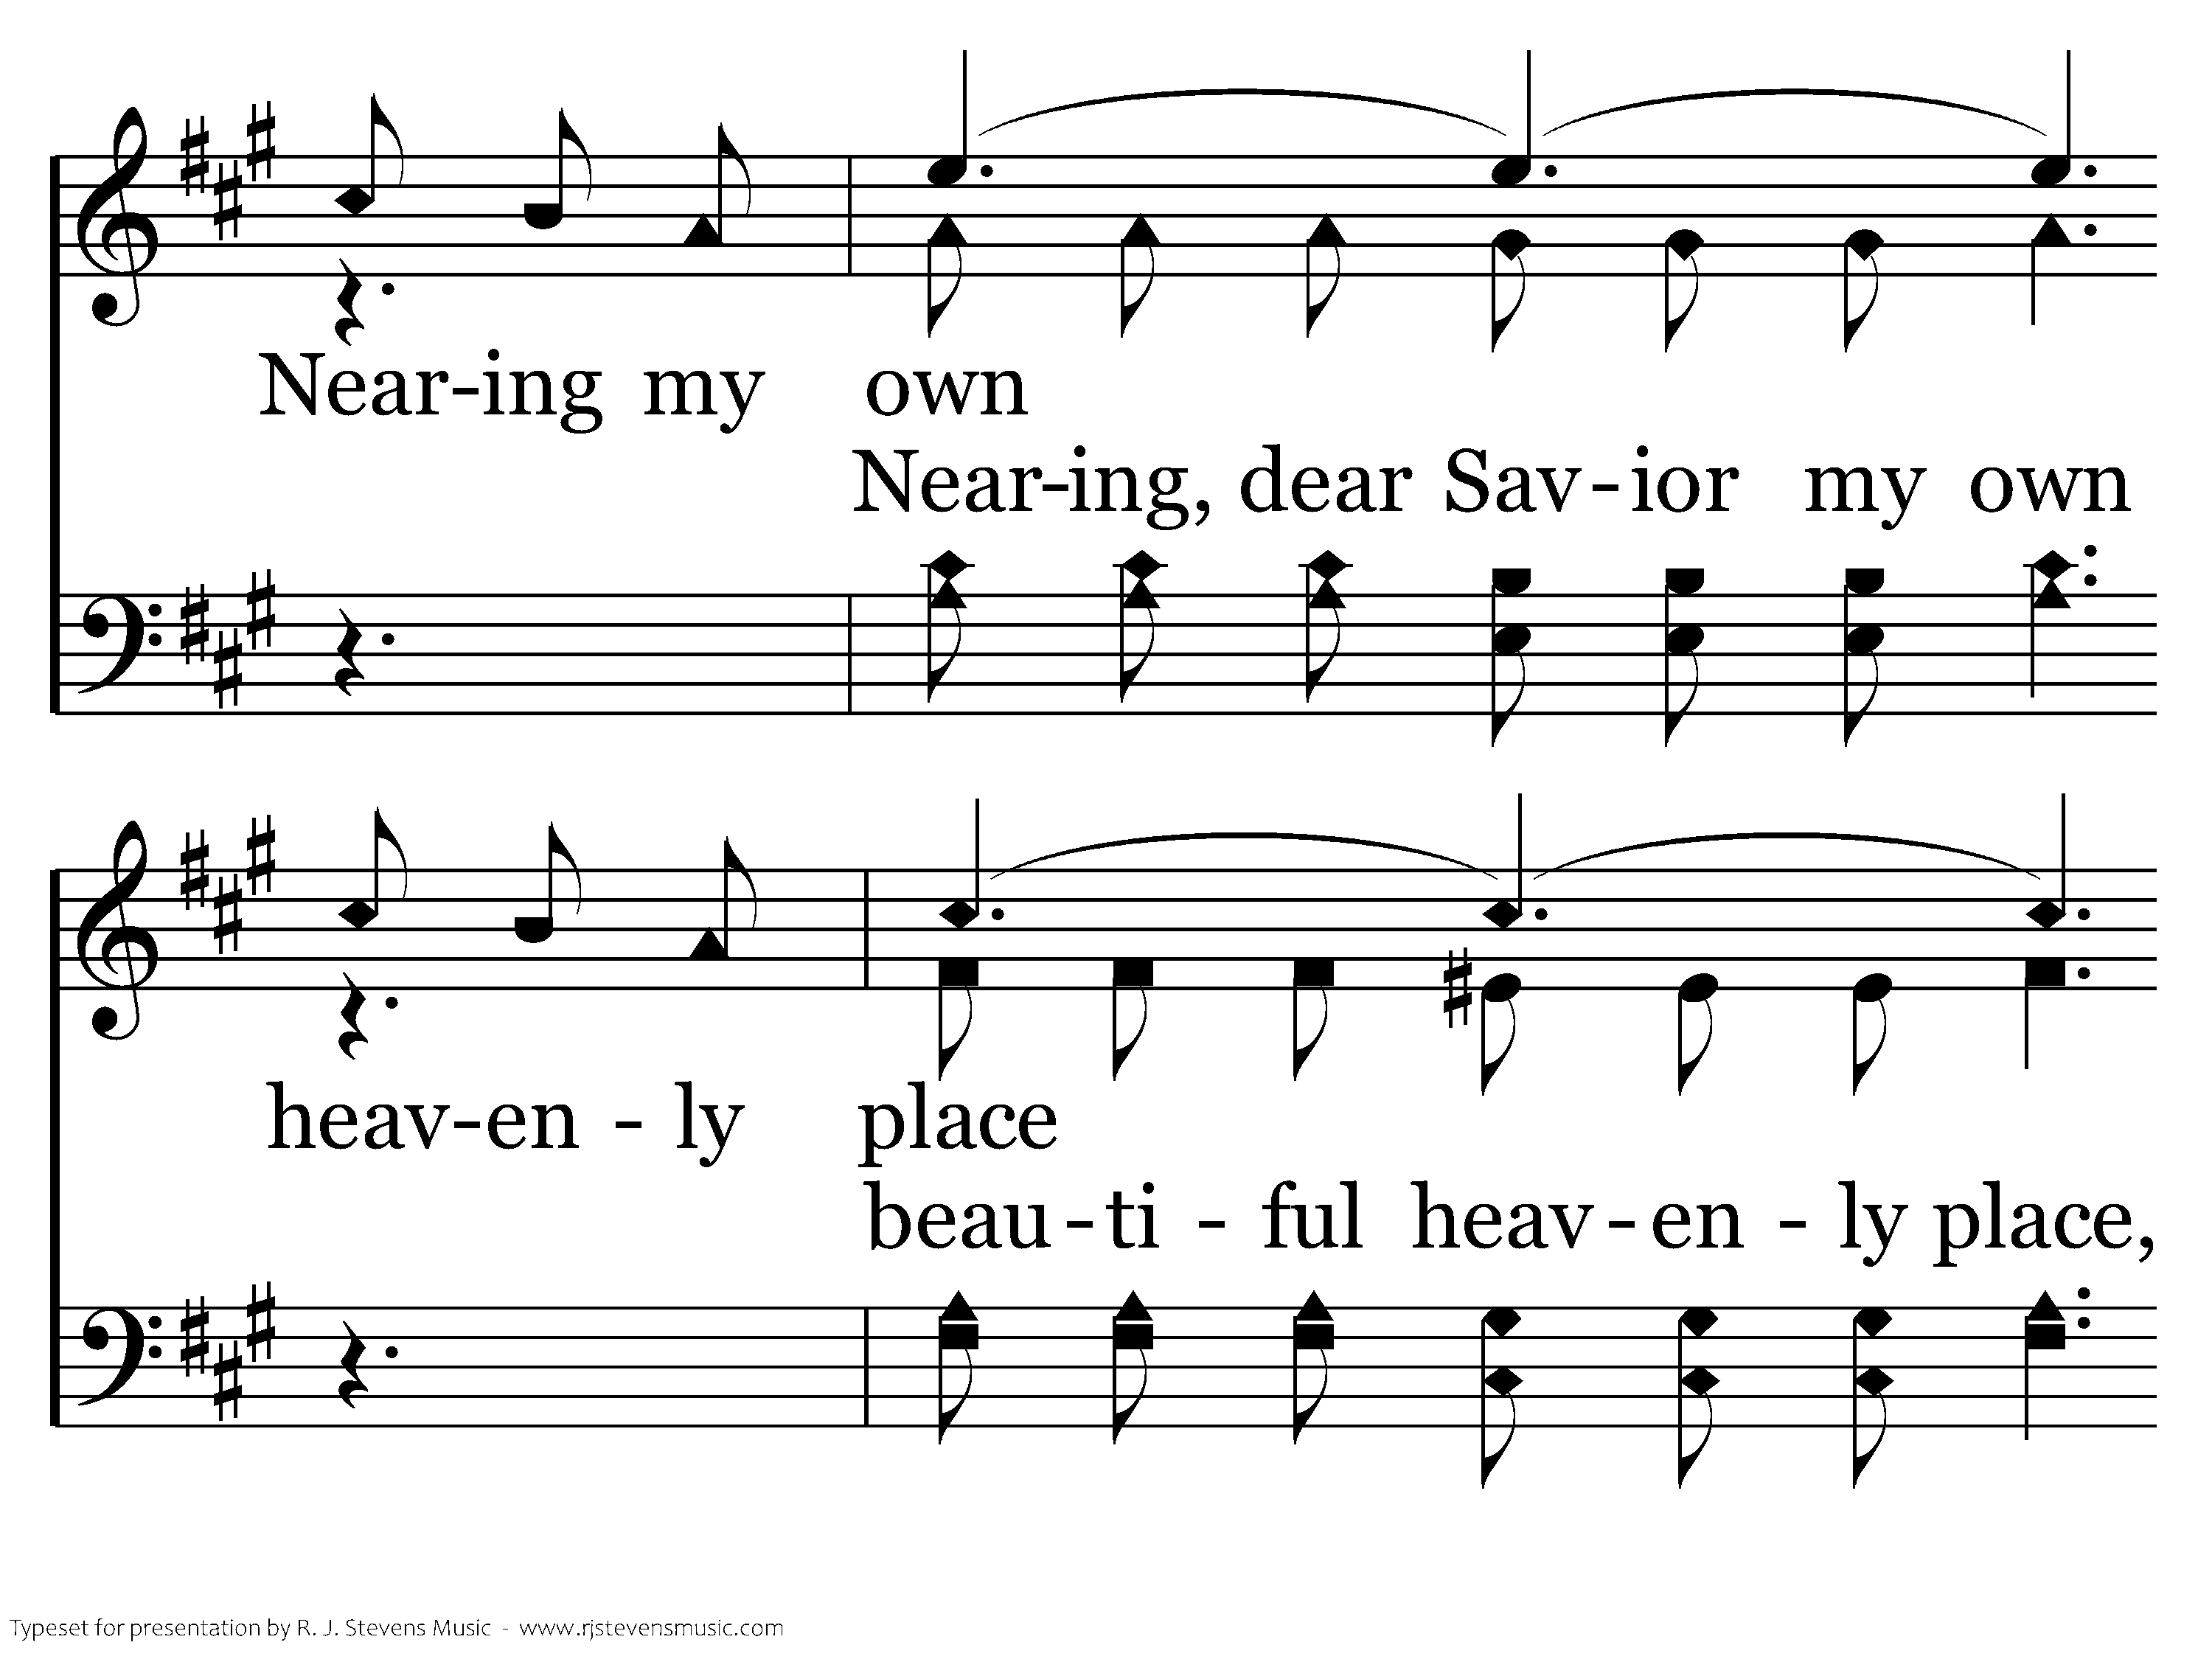 Near-ing my own
Near-ing, dear Sav-ior my own
heav-en - ly place
beau-ti - ful heav-en - ly place,
Typeset for presentation by R. J. Stevens Music - www.rjstevensmusic.com